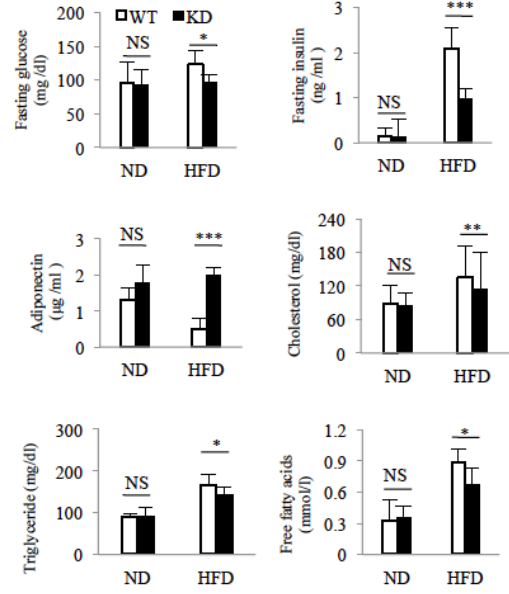 WT KD
Fasting glucose
(mg /dl)
200
150
100
50
0
NS
*
ND HFD
Fasting insulin
(ng /ml )
3
2
1
0
NS
***
ND HFD
Adiponectin
(μg /ml )
3
2
1
0
NS
***
ND HFD
Cholesterol (mg/dl)
240
180
120
60
0
NS
**
ND HFD
Triglyceride (mg/dl)
300
200
100
0
NS
*
ND HFD
Free fatty acids
(mmol/l)
1.2
0.9
0.6
0.3
0
NS
*
ND HFD